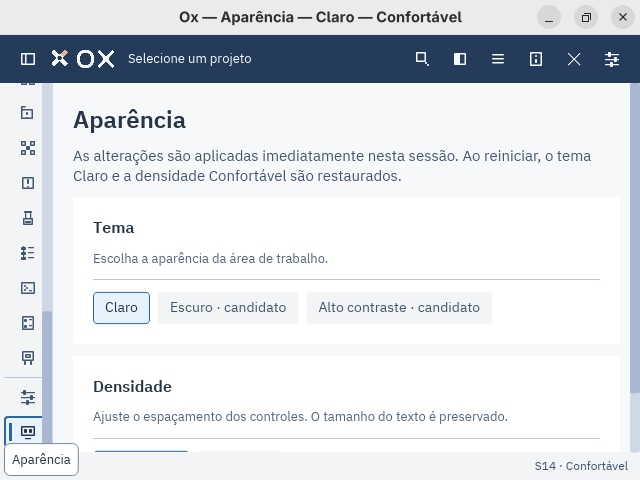 Ox — Aparência — Claro — Confortável
OX Selecione um projeto
Aparência
As alterações são aplicadas imediatamente nesta sessão. Ao reiniciar, o tema
Claro e a densidade Confortável são restaurados.
Tema
Escolha a aparência da área de trabalho.
Claro Escuro · candidato Alto contraste · candidato
Densidade
Ajuste o espaçamento dos controles. O tamanho do texto é preservado.
Aparência
S14 · Confortável